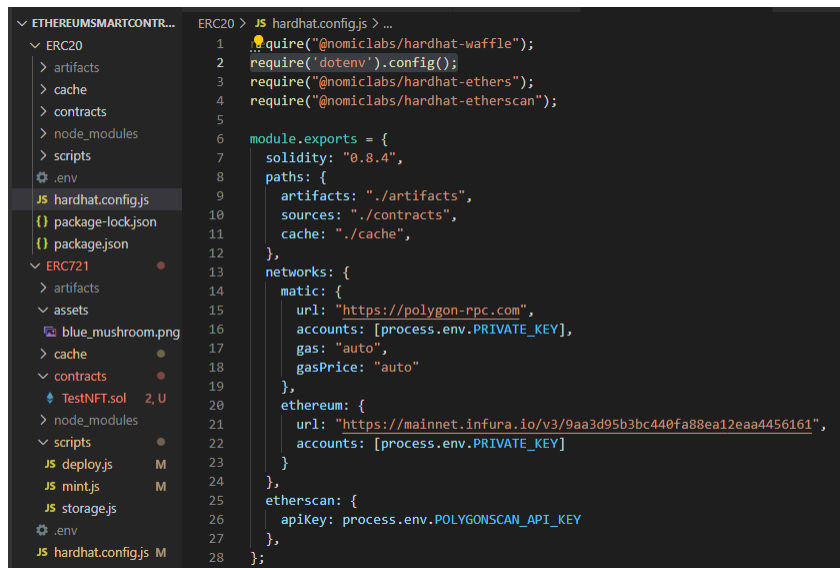 ETHEREUMSMARTCONTR...
ERC20
artifacts
cache
contracts
node_modules
scripts
.env
JS hardhat.config.js
{} package-lock.json
{} package.json
ERC721
artifacts
assets
blue_mushroom.png
cache
contracts
TestNFT.sol 2, U
node_modules
scripts
JS deploy.js M
JS mint.js M
JS storage.js
.env
JS hardhat.config.js M
ERC20 > JS hardhat.config.js > ...
1 require("@nomiclabs/hardhat-waffle");
2 require('dotenv').config();
3 require("@nomiclabs/hardhat-ethers");
4 require("@nomiclabs/hardhat-etherscan");
5
6 module.exports = {
7 solidity: "0.8.4",
8 paths: {
9 artifacts: "./artifacts",
10 sources: "./contracts",
11 cache: "./cache",
12 },
13 networks: {
14 matic: {
15 url: "https://polygon-rpc.com",
16 accounts: [process.env.PRIVATE_KEY],
17 gas: "auto",
18 gasPrice: "auto"
19 },
20 ethereum: {
21 url: "https://mainnet.infura.io/v3/9aa3d95b3bc440fa88ea12eaa4456161",
22 accounts: [process.env.PRIVATE_KEY]
23 }
24 },
25 etherscan: {
26 apiKey: process.env.POLYGONSCAN_API_KEY
27 },
28 };